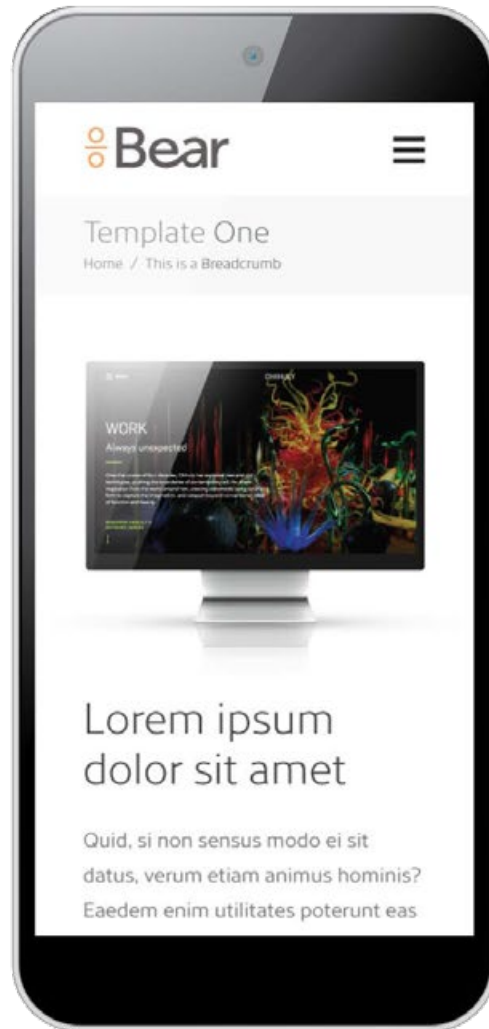 Bear
Template One
Home / This is a Breadcrumb
CHIHULY
WORK
Always unexpected
Lorem ipsum
dolor sit amet
Quid, si non sensus modo ei sit
datus, verum etiam animus hominis?
Eaedem enim utilitates poterunt eas